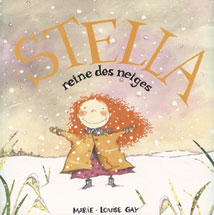 STELLA
reine des neiges
MARIE-LOUISE GAY